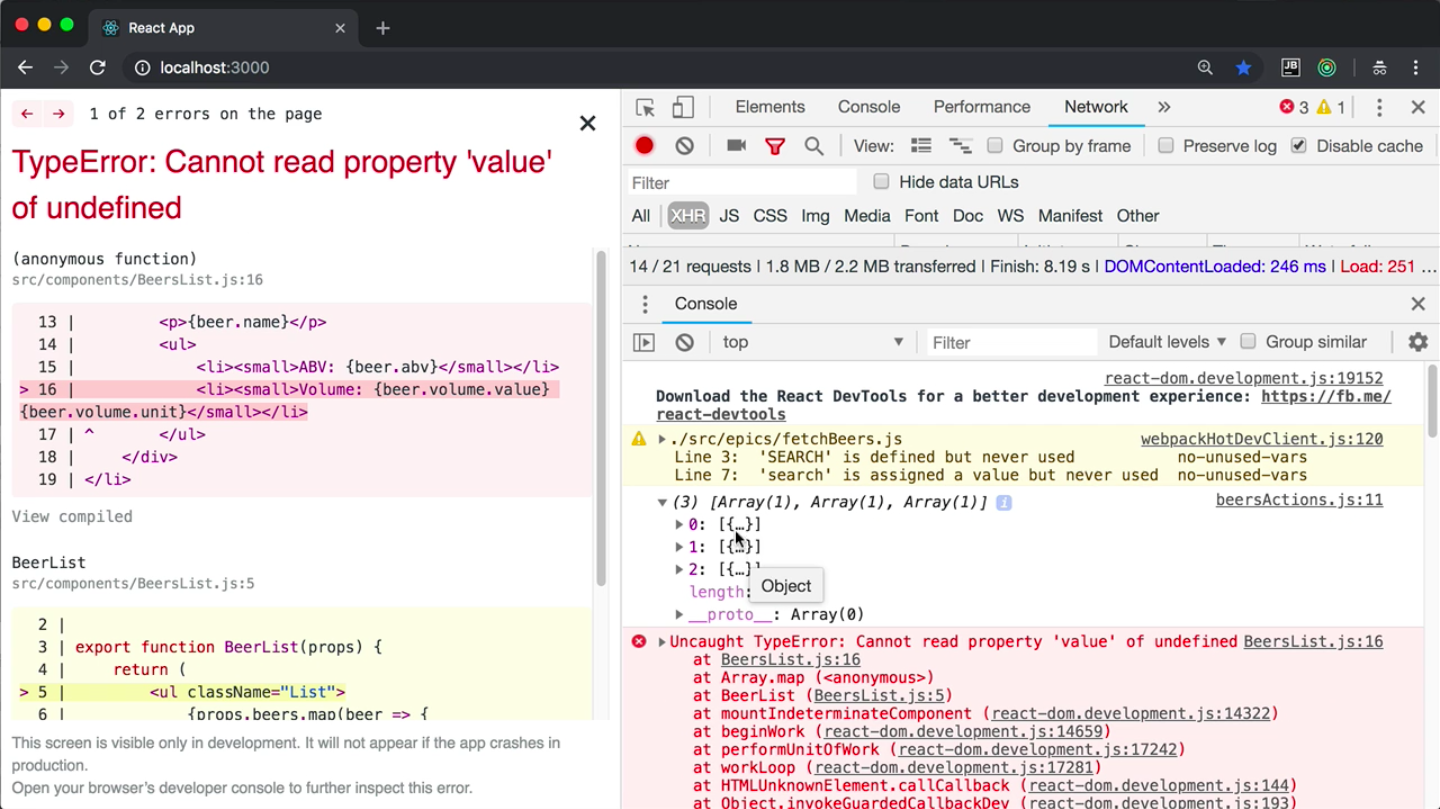 React App
localhost:3000
JB
1 of 2 errors on the page
TypeError: Cannot read property 'value'
of undefined
(anonymous function)
src/components/BeersList.js:16
13 | <p>{beer.name}</p>
14 | <ul>
15 | <li><small>ABV: {beer.abv}</small></li>
> 16 | <li><small>Volume: {beer.volume.value}
{beer.volume.unit}</small></li>
17 | ^ </ul>
18 | </div>
19 | </li>
View compiled
BeerList
src/components/BeersList.js:5
2 |
3 | export function BeerList(props) {
4 | return (
> 5 | <ul className="List">
6 | {props.beers.map(beer => {
This screen is visible only in development. It will not appear if the app crashes in
production.
Open your browser's developer console to further inspect this error.
Elements Console Performance Network » 3 1
View: Group by frame Preserve log Disable cache
Filter Hide data URLs
All XHR JS CSS Img Media Font Doc WS Manifest Other
14 / 21 requests | 1.8 MB / 2.2 MB transferred | Finish: 8.19 s | DOMContentLoaded: 246 ms | Load: 251 …
Console
top Filter Default levels Group similar
react-dom.development.js:19152
Download the React DevTools for a better development experience: https://fb.me/
react-devtools
./src/epics/fetchBeers.js webpackHotDevClient.js:120
Line 3: 'SEARCH' is defined but never used no-unused-vars
Line 7: 'search' is assigned a value but never used no-unused-vars
(3) [Array(1), Array(1), Array(1)] i beersActions.js:11
0: [{…}]
1: [{…}]
2: [{…}]
length:
Object
__proto__: Array(0)
Uncaught TypeError: Cannot read property 'value' of undefined BeersList.js:16
at BeersList.js:16
at Array.map (<anonymous>)
at BeerList (BeersList.js:5)
at mountIndeterminateComponent (react-dom.development.js:14322)
at beginWork (react-dom.development.js:14659)
at performUnitOfWork (react-dom.development.js:17242)
at workLoop (react-dom.development.js:17281)
at HTMLUnknownElement.callCallback (react-dom.development.js:144)
at Object.invokeGuardedCallbackDev (react-dom.development.js:193)